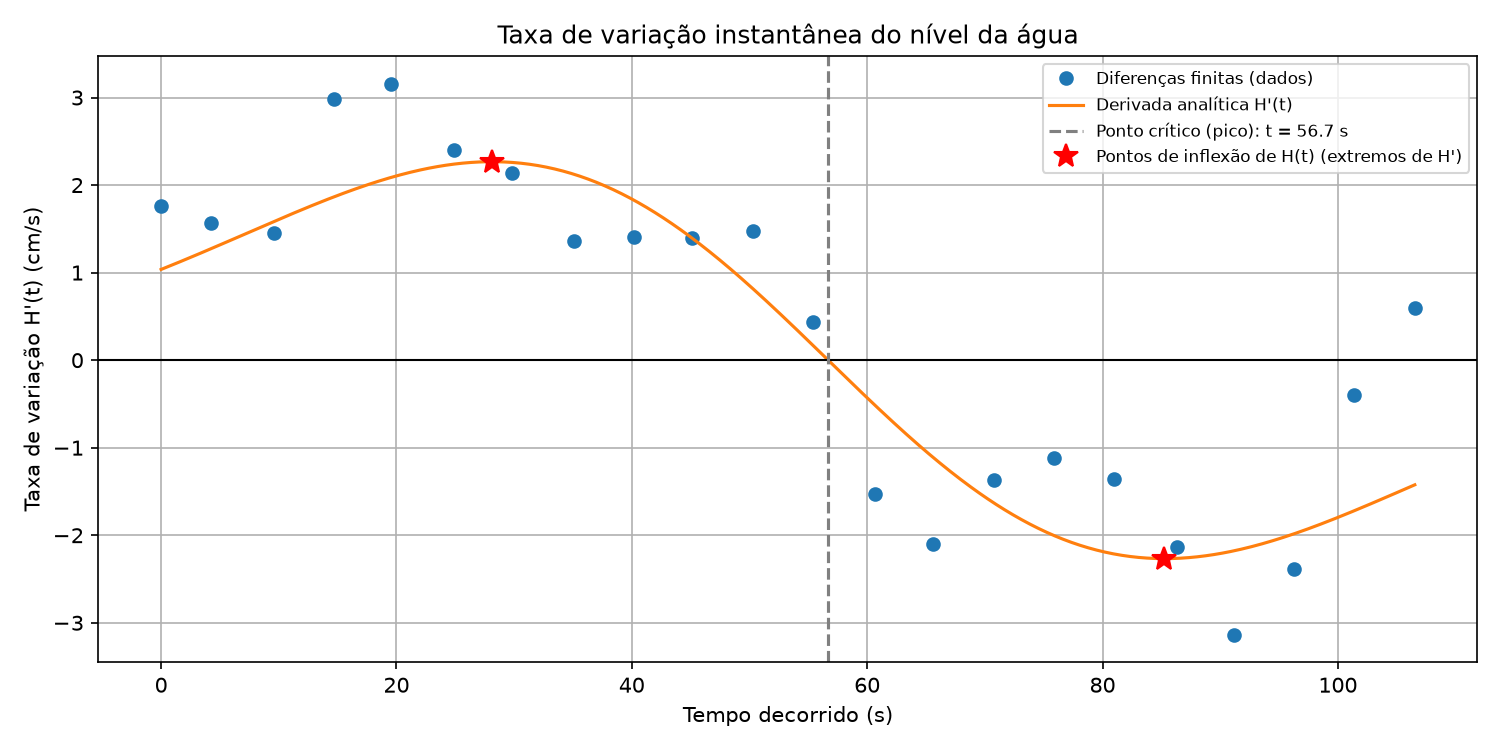 Taxa de variação instantânea do nível da água
Diferenças finitas (dados)
Derivada analítica H'(t)
Ponto crítico (pico): t = 56.7 s
Pontos de inflexão de H(t) (extremos de H')
Taxa de variação H'(t) (cm/s)
3
2
1
0
−1
−2
−3
0 20 40 60 80 100
Tempo decorrido (s)